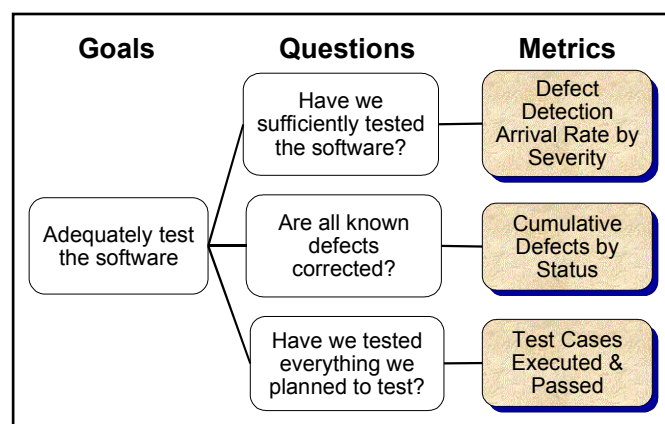 Goals
Questions
Metrics
Have we
sufficiently tested
the software?
Defect
Detection
Arrival Rate by
Severity
Adequately test
the software
Are all known
defects
corrected?
Cumulative
Defects by
Status
Have we tested
everything we
planned to test?
Test Cases
Executed &
Passed